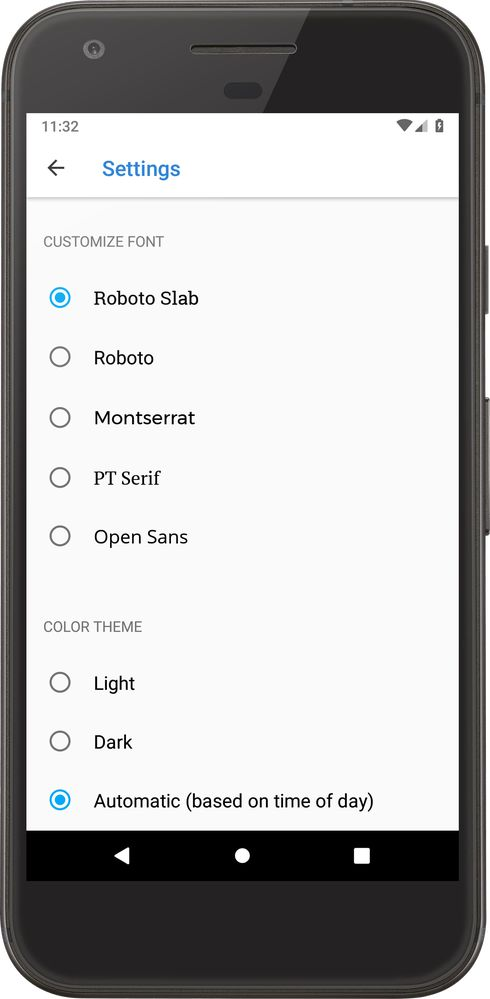 11:32
Settings
CUSTOMIZE FONT
Roboto Slab
Roboto
Montserrat
PT Serif
Open Sans
COLOR THEME
Light
Dark
Automatic (based on time of day)